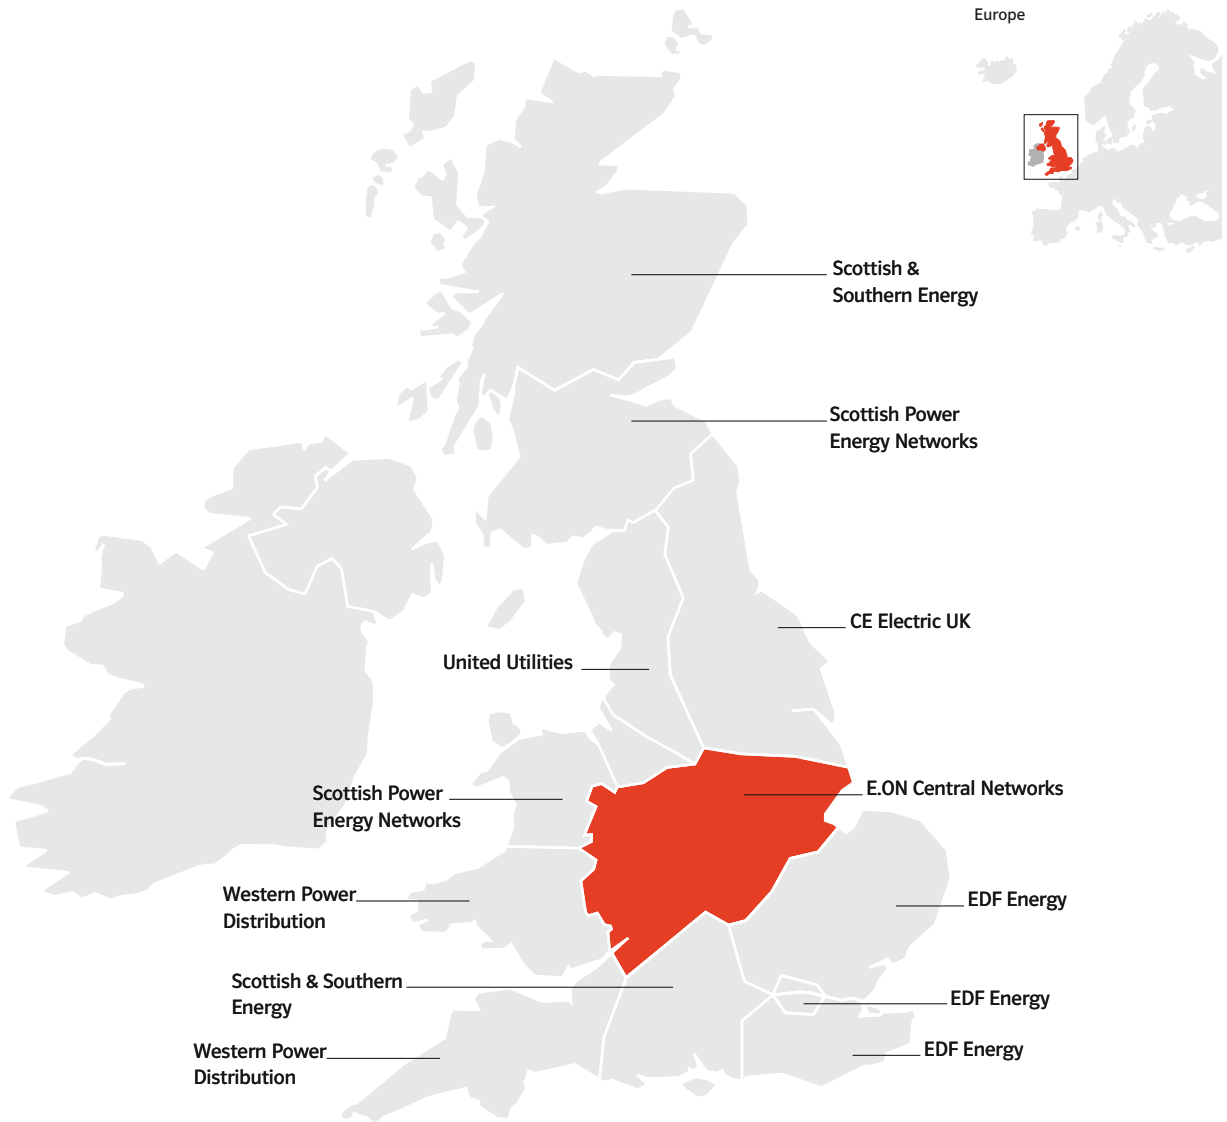 Europe
Scottish &
Southern Energy
Scottish Power
Energy Networks
CE Electric UK
United Utilities
E.ON Central Networks
Scottish Power
Energy Networks
Western Power
Distribution
EDF Energy
Scottish & Southern
Energy
EDF Energy
Western Power
Distribution
EDF Energy